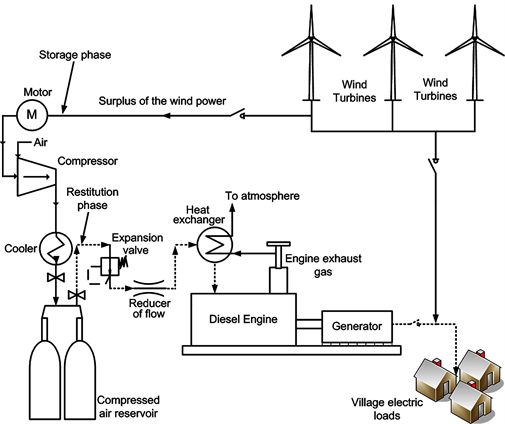 Storage phase
Wind
Turbines
Wind
Turbines
Motor
M
Surplus of the wind power
Air
Compressor
Restitution
phase
To atmosphere
Heat
exchanger
Cooler
Expansion
valve
Engine exhaust
gas
Reducer
of flow
Diesel Engine
Generator
Compressed
air reservoir
Village electric
loads